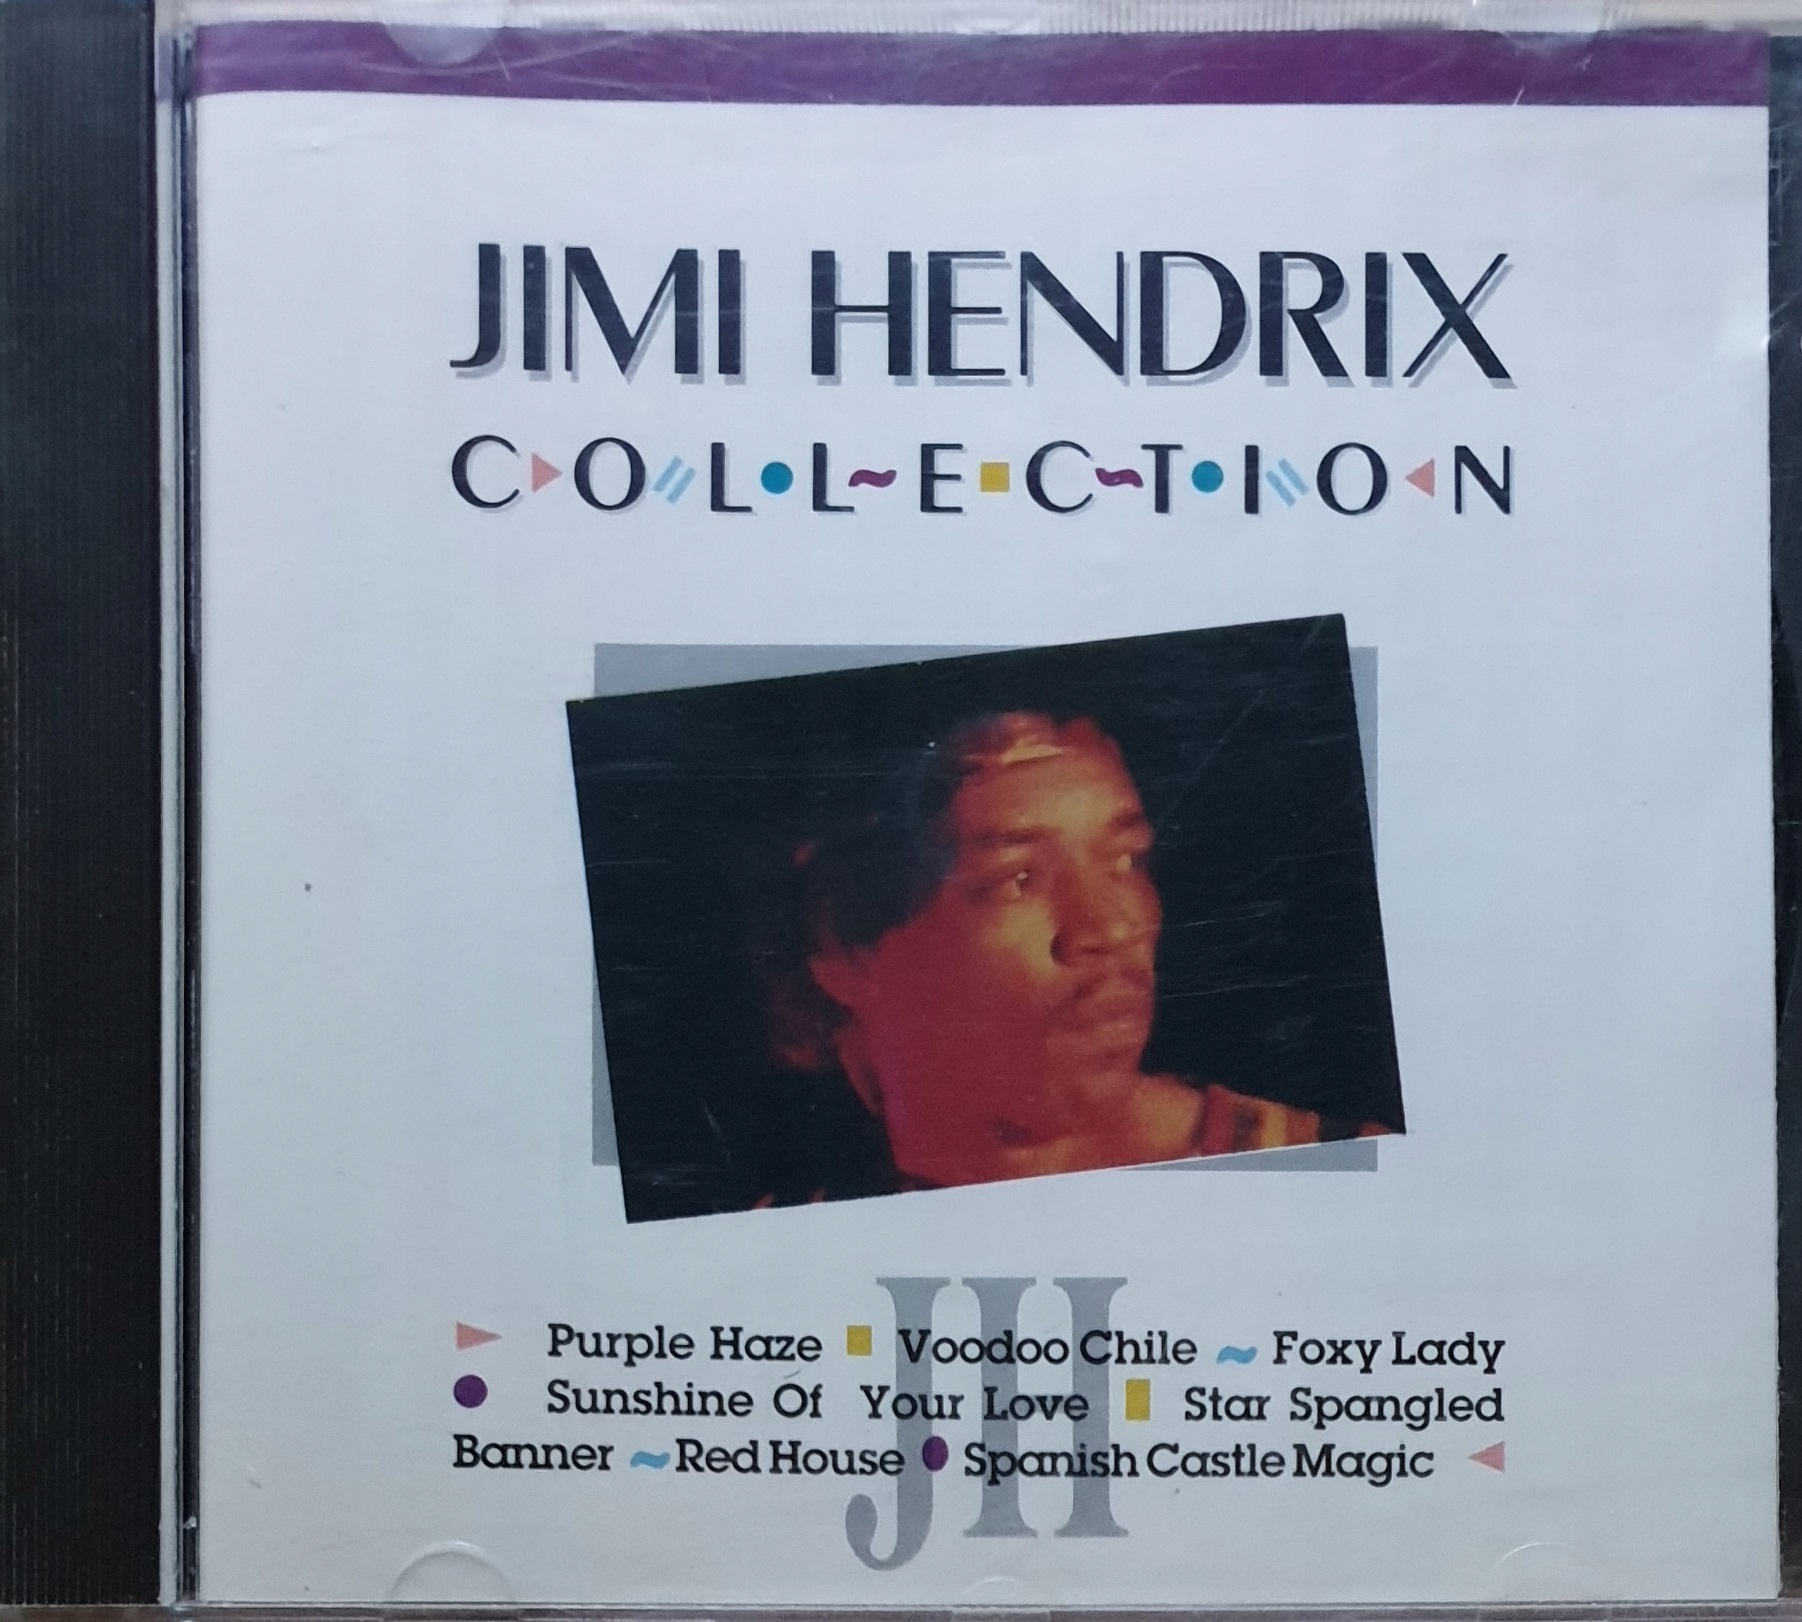 JIMI HENDRIX
COLLECTION
JH
Purple Haze Voodoo Chile Foxy Lady
Sunshine Of Your Love Star Spangled
Banner Red House Spanish Castle Magic